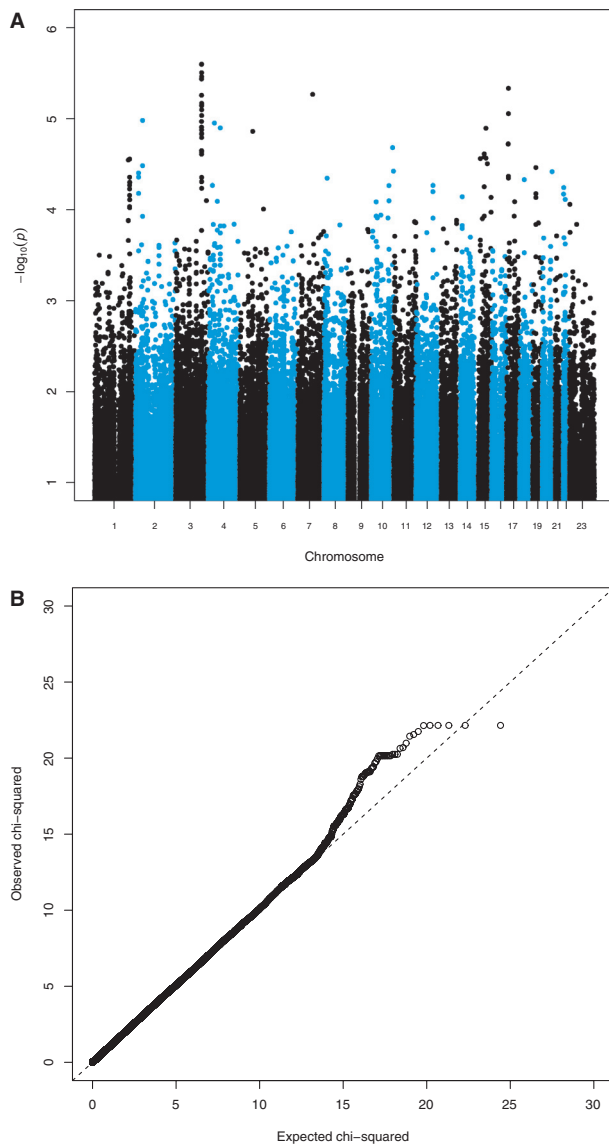 A
6
5
4
3
2
1
−log10(p)
1 2 3 4 5 6 7 8 9 10 11 12 13 14 15 17 19 21 23
Chromosome
B
30
25
20
15
10
5
0
Observed chi−squared
0 5 10 15 20 25 30
Expected chi−squared